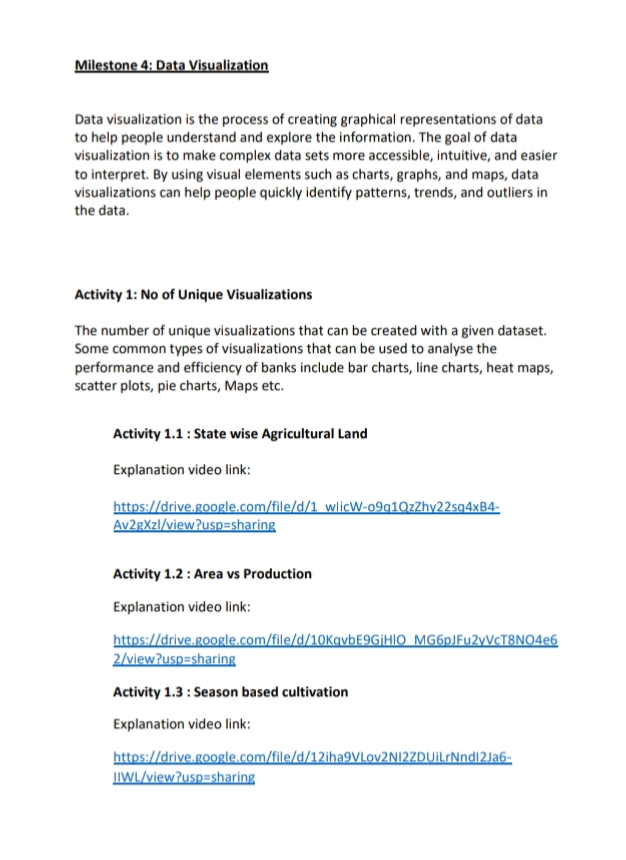 Milestone 4: Data Visualization
Data visualization is the process of creating graphical representations of data
to help people understand and explore the information. The goal of data
visualization is to make complex data sets more accessible, intuitive, and easier
to interpret. By using visual elements such as charts, graphs, and maps, data
visualizations can help people quickly identify patterns, trends, and outliers in
the data.
Activity 1: No of Unique Visualizations
The number of unique visualizations that can be created with a given dataset.
Some common types of visualizations that can be used to analyse the
performance and efficiency of banks include bar charts, line charts, heat maps,
scatter plots, pie charts, Maps etc.
Activity 1.1 : State wise Agricultural Land
Explanation video link:
https://drive.google.com/file/d/1_wlicW-o9q1QzZhy22sq4xB4-
Av2gXzl/view?usp=sharing
Activity 1.2 : Area vs Production
Explanation video link:
https://drive.google.com/file/d/10KqvbE9GjHlO_MG6pJFu2yVcT8NO4e6
2/view?usp=sharing
Activity 1.3 : Season based cultivation
Explanation video link:
https://drive.google.com/file/d/12iha9VLov2NI2ZDUiLrNndI2Ja6-
IIWL/view?usp=sharing